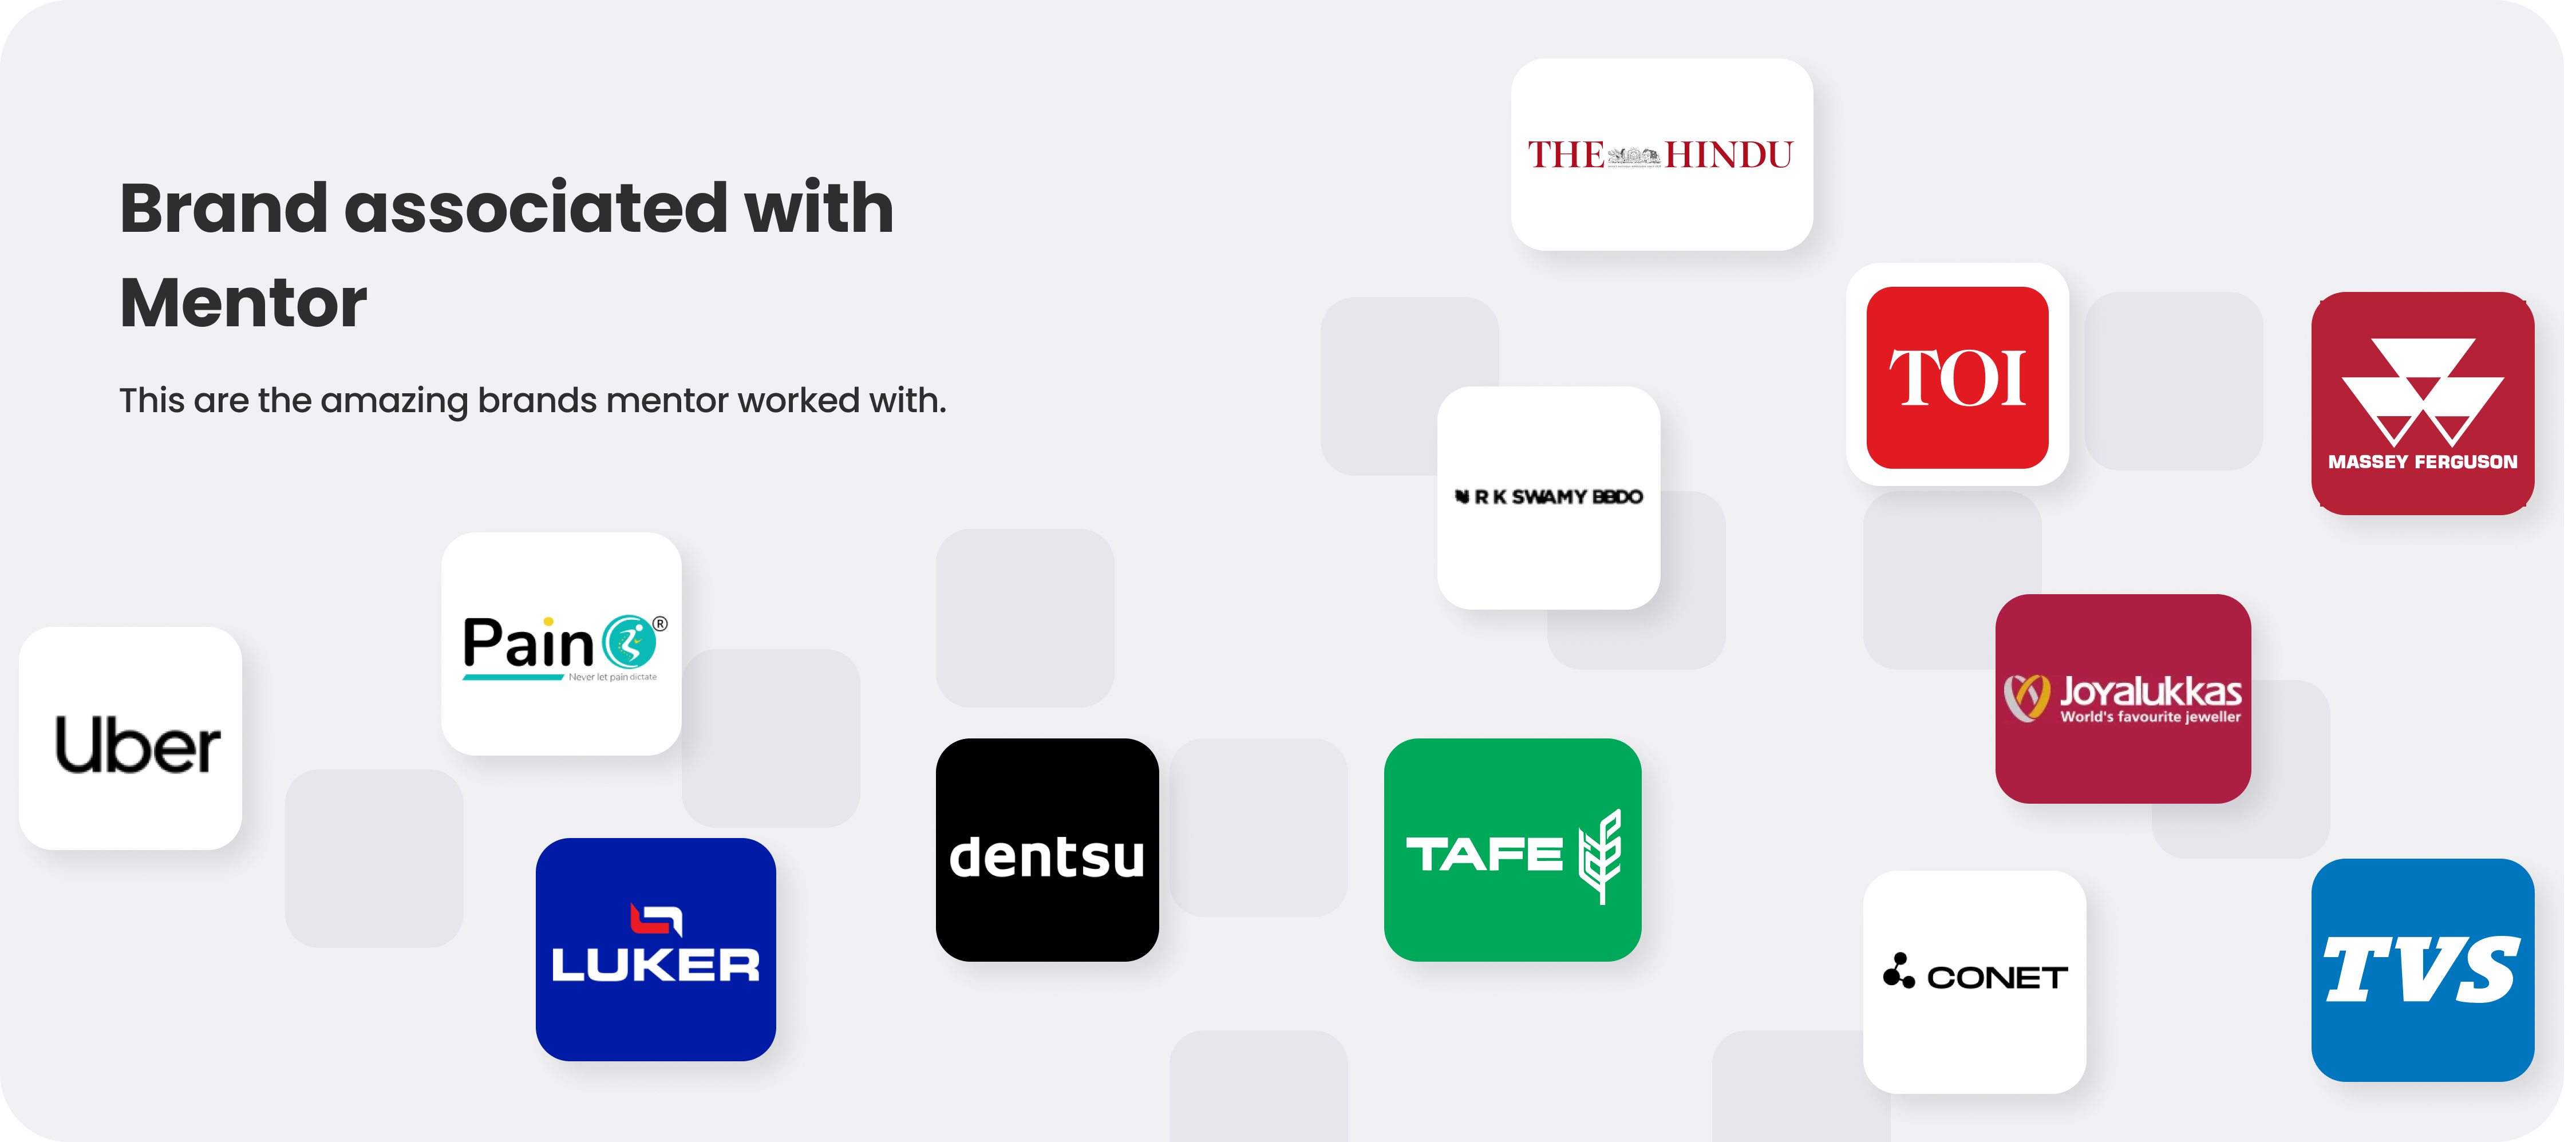 Brand associated with
Mentor
This are the amazing brands mentor worked with.
THE HINDU
TOI
MASSEY FERGUSON
R K SWAMY BBDO
Pain ®
Never let pain dictate
Uber
Joyalukkas
World's favourite jeweller
dentsu
TAFE
LUKER
CONET
TVS